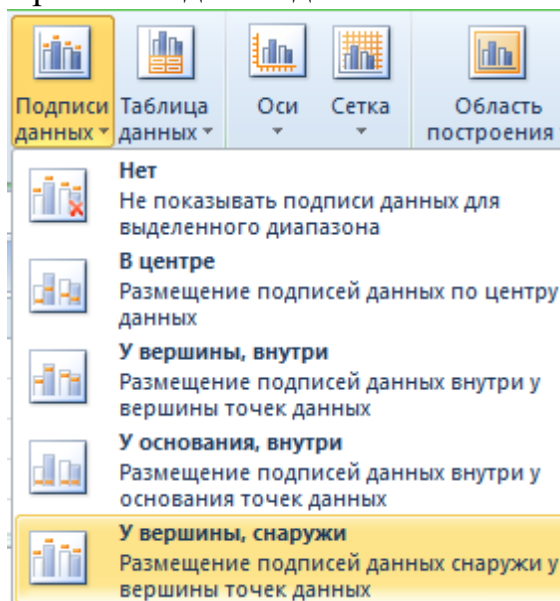 Подписи данных Таблица данных Оси Сетка Область построения
Нет
Не показывать подписи данных для
выделенного диапазона
В центре
Размещение подписей данных по центру
данных
У вершины, внутри
Размещение подписей данных внутри у
вершины точек данных
У основания, внутри
Размещение подписей данных внутри у
основания точек данных
У вершины, снаружи
Размещение подписей данных снаружи у
вершины точек данных